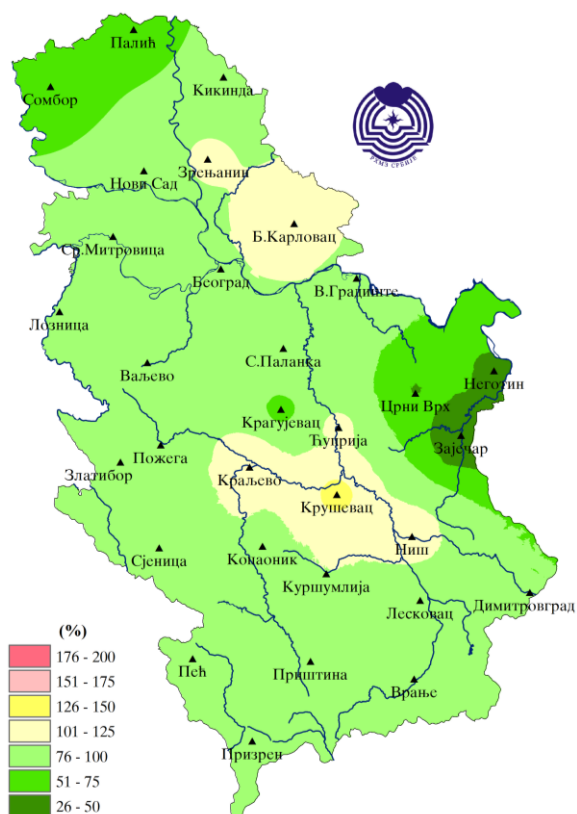 Палић
Кикинда
Сомбор
Зрењанин
Нови Сад
Б.Карловац
Ср.Митровица
Београд
В.Градиште
Лозница
С.Паланка
Ваљево
Неготин
Црни Врх
Крагујевац
Ћуприја
Зајечар
Пожега
Златибор
Краљево
Крушевац
Ниш
Сјеница
Копаоник
Куршумлија
Лесковац
Димитровград
Пећ
Приштина
Врање
Призрен
РХМЗ СРБИЈЕ
(%)
176 - 200
151 - 175
126 - 150
101 - 125
76 - 100
51 - 75
26 - 50